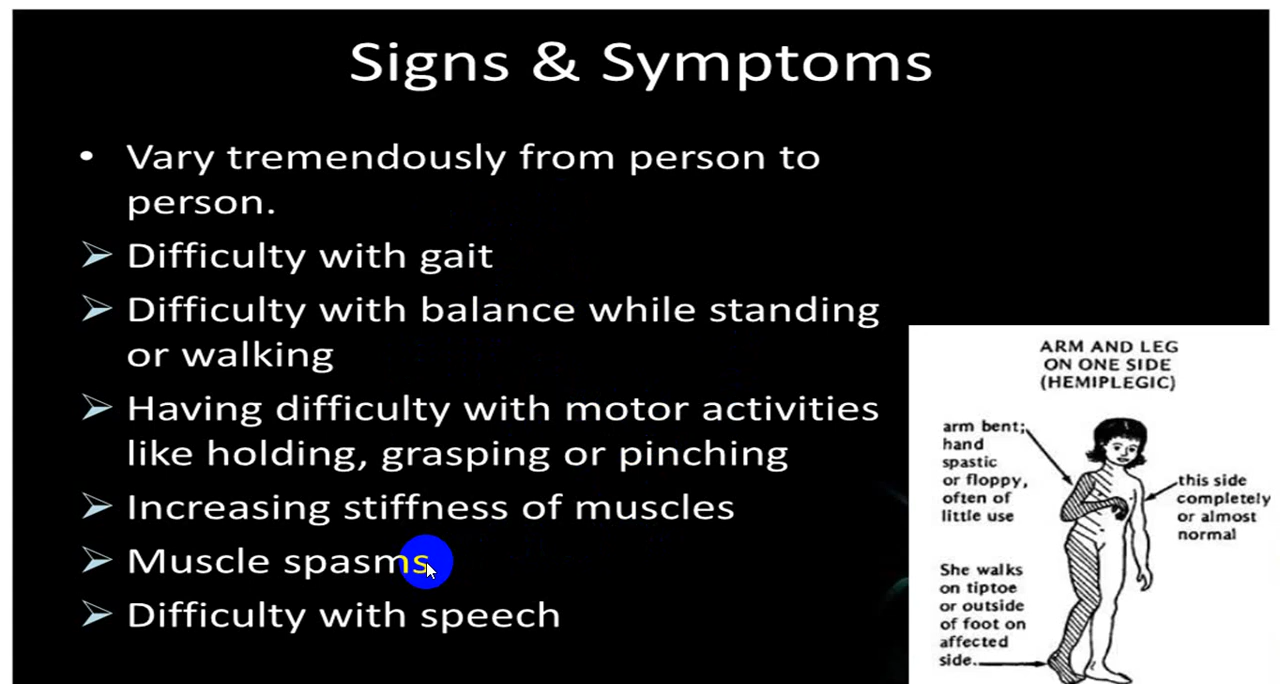 Signs & Symptoms
• Vary tremendously from person to
person.
➢ Difficulty with gait
➢ Difficulty with balance while standing
or walking
➢ Having difficulty with motor activities
like holding, grasping or pinching
➢ Increasing stiffness of muscles
➢ Muscle spasms
➢ Difficulty with speech
ARM AND LEG
ON ONE SIDE
(HEMIPLEGIC)
arm bent;
hand
spastic
or floppy,
often of
little use
this side
completely
or almost
normal
She walks
on tiptoe
or outside
of foot on
affected
side.